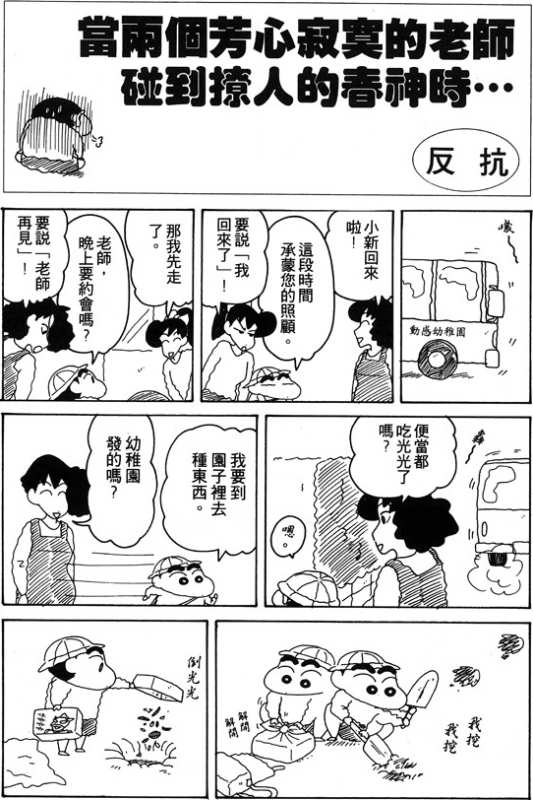 當兩個芳心寂寞的老師
碰到撩人的春神時…
反抗
嘰
動感幼稚園
小新回來
啦！
這段時間
承蒙您的照顧。
要說「我
回來了」！
那我先走
了。
老師，
晚上要約會嗎？
要說「老師
再見」！
便當都
吃光光了
嗎？
嗯。
我要到
園子裡去
種東西。
幼稚園
發的嗎？
我挖
我挖
解開
解開
倒光光